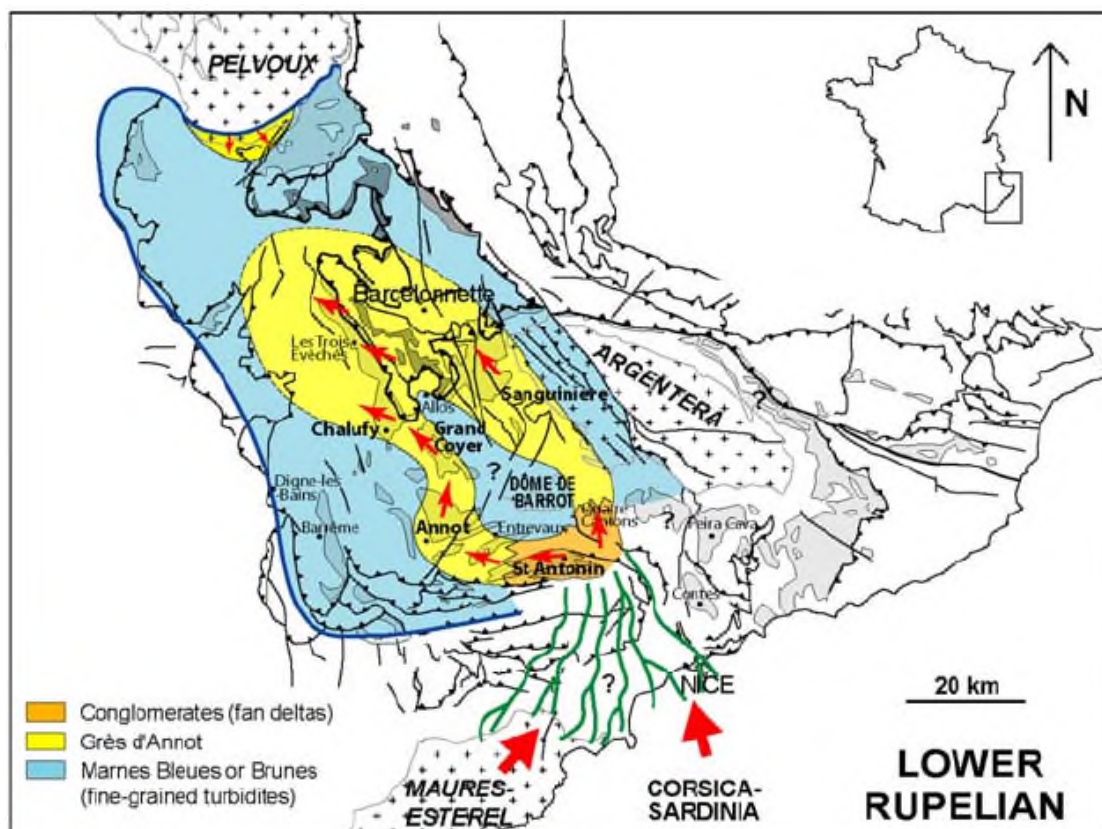 PELVOUX
N
Barcelonnette
Les Trois
Evêchés
ARGENTERA
?
Sanguiniere
Allos
Chalufy
Grand
Coyer
?
DÔME DE
BARROT
Digne-les
Bains
Barrême
Annot
Entrevaux
Cantons
?
Peira Cava
St Antonin
Contes
?
NICE
20 km
Conglomerates (fan deltas)
Grès d'Annot
Marnes Bleues or Brunes
(fine-grained turbidites)
MAURES-
ESTEREL
CORSICA-
SARDINIA
LOWER
RUPELIAN